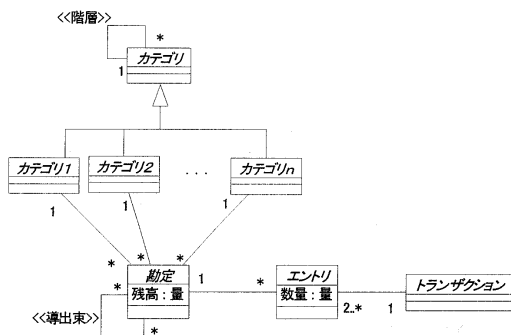 <<階層>>
*
カテゴリ
1
カテゴリ1
カテゴリ2
...
カテゴリn
1
1
1
*
*
*
*
勘定
残高：量
1
*
エントリ
数量：量
2..*
1
トランザクション
<<導出束>>
*